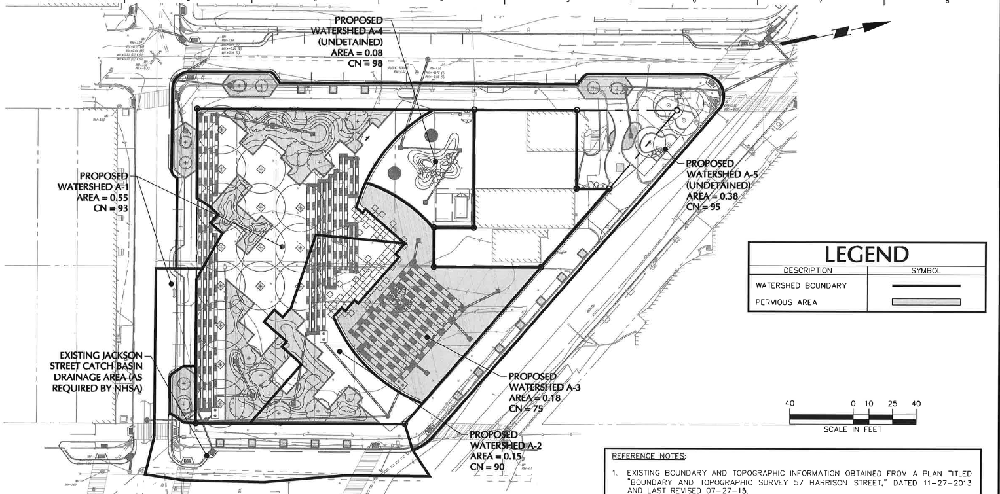 PROPOSED
WATERSHED A-4
(UNDETAINED)
AREA = 0.08
CN = 98
PROPOSED
WATERSHED A-1
AREA = 0.55
CN = 93
PROPOSED
WATERSHED A-5
(UNDETAINED)
AREA = 0.38
CN = 95
LEGEND
DESCRIPTION SYMBOL
WATERSHED BOUNDARY
PERVIOUS AREA
EXISTING JACKSON
STREET CATCH BASIN
DRAINAGE AREA (AS
REQUIRED BY NHSA)
PROPOSED
WATERSHED A-3
AREA = 0.18
CN = 75
PROPOSED
WATERSHED A-2
AREA = 0.15
CN = 90
40 0 10 25 40
SCALE IN FEET
REFERENCE NOTES:
1. EXISTING BOUNDARY AND TOPOGRAPHIC INFORMATION OBTAINED FROM A PLAN TITLED
"BOUNDARY AND TOPOGRAPHIC SURVEY 57 HARRISON STREET," DATED 11-27-2013
AND LAST REVISED 07-27-15.